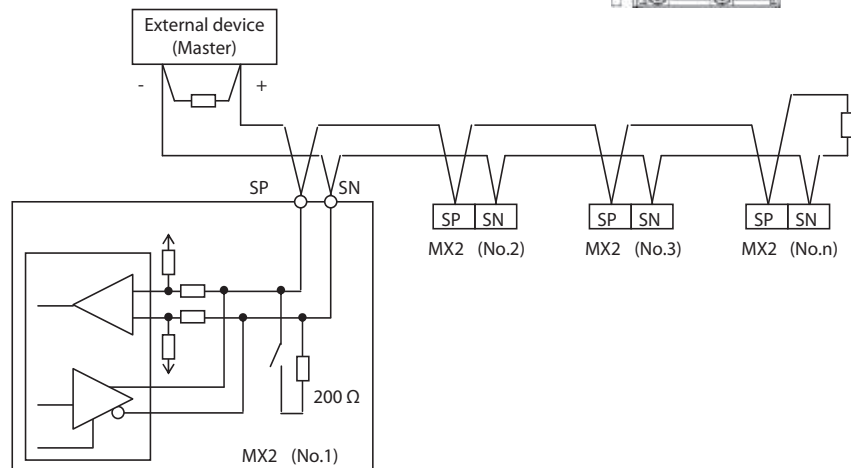 External device
(Master)
- +
SP SN
SP SN SP SN SP SN
MX2 (No.2) MX2 (No.3) MX2 (No.n)
200 Ω
MX2 (No.1)